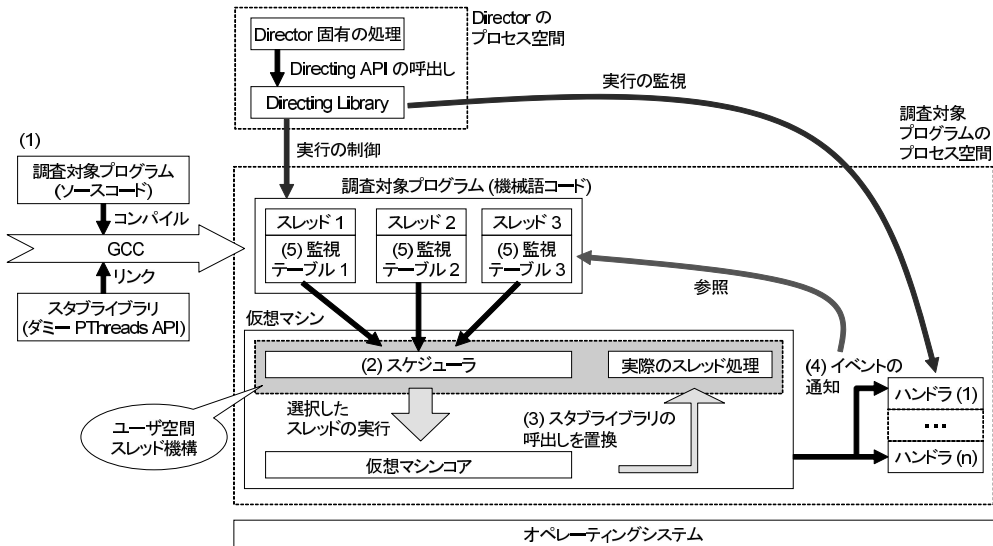 Director 固有の処理
Directing API の呼出し
Directing Library
Director の
プロセス空間
実行の監視
実行の制御
調査対象
プログラムの
プロセス空間
(1)
調査対象プログラム
(ソースコード)
コンパイル
GCC
リンク
スタブライブラリ
(ダミー PThreads API)
調査対象プログラム (機械語コード)
スレッド 1
(5) 監視
テーブル 1
スレッド 2
(5) 監視
テーブル 2
スレッド 3
(5) 監視
テーブル 3
参照
仮想マシン
(2) スケジューラ
実際のスレッド処理
ユーザ空間
スレッド機構
選択した
スレッドの実行
(3) スタブライブラリの
呼出しを置換
仮想マシンコア
(4) イベントの
通知
ハンドラ (1)
...
ハンドラ (n)
オペレーティングシステム